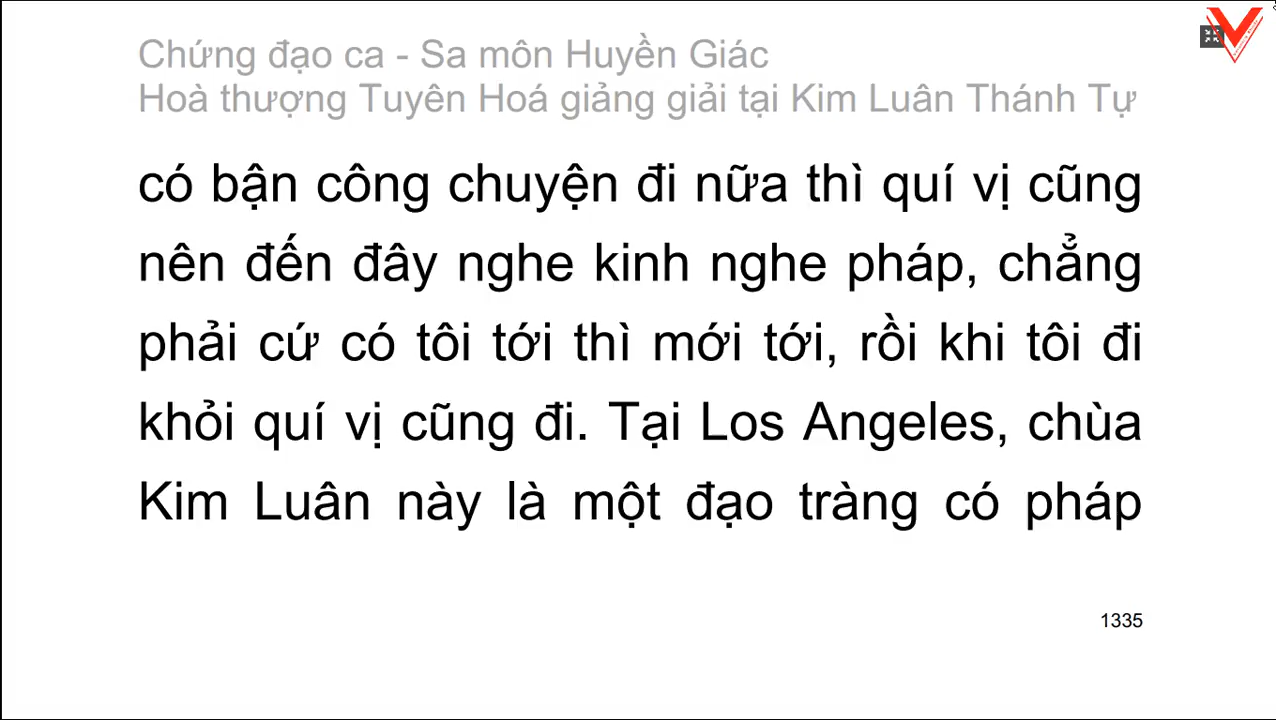 Chứng đạo ca - Sa môn Huyền Giác
Hoà thượng Tuyên Hoá giảng giải tại Kim Luân Thánh Tự
có bận công chuyện đi nữa thì quí vị cũng
nên đến đây nghe kinh nghe pháp, chẳng
phải cứ có tôi tới thì mới tới, rồi khi tôi đi
khỏi quí vị cũng đi. Tại Los Angeles, chùa
Kim Luân này là một đạo tràng có pháp
1335